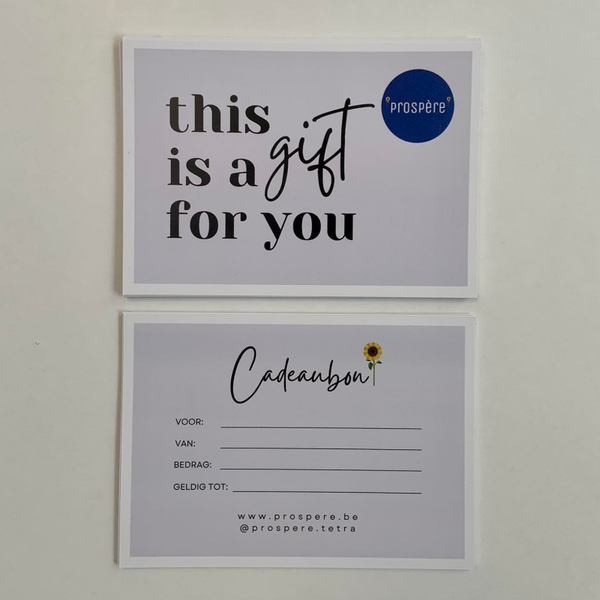 this
is a gift
for you
PROSPÈRE
Cadeaubon
VOOR:
VAN:
BEDRAG:
GELDIG TOT:
www.prospere.be
@prospere.tetra